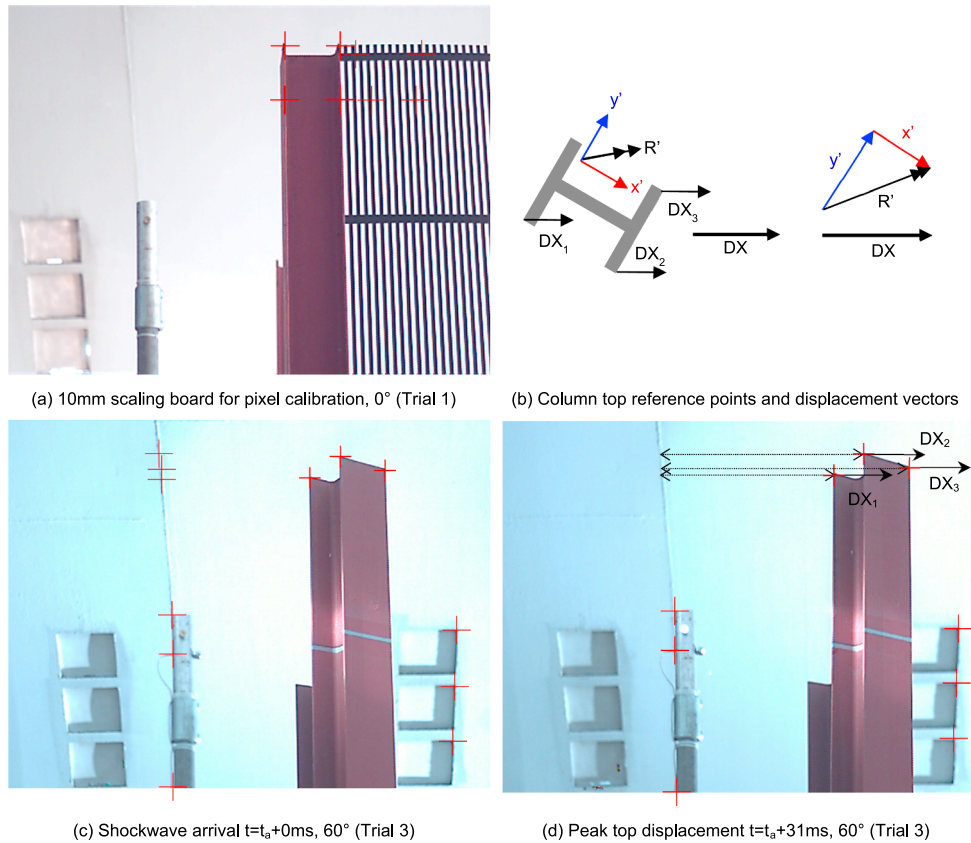 y’
R’
x’
DX₁
DX₂
DX₃
DX
x’
y’
R’
DX
(a) 10mm scaling board for pixel calibration, 0° (Trial 1)
(b) Column top reference points and displacement vectors
DX₂
DX₃
DX₁
(c) Shockwave arrival t=tₐ+0ms, 60° (Trial 3)
(d) Peak top displacement t=tₐ+31ms, 60° (Trial 3)